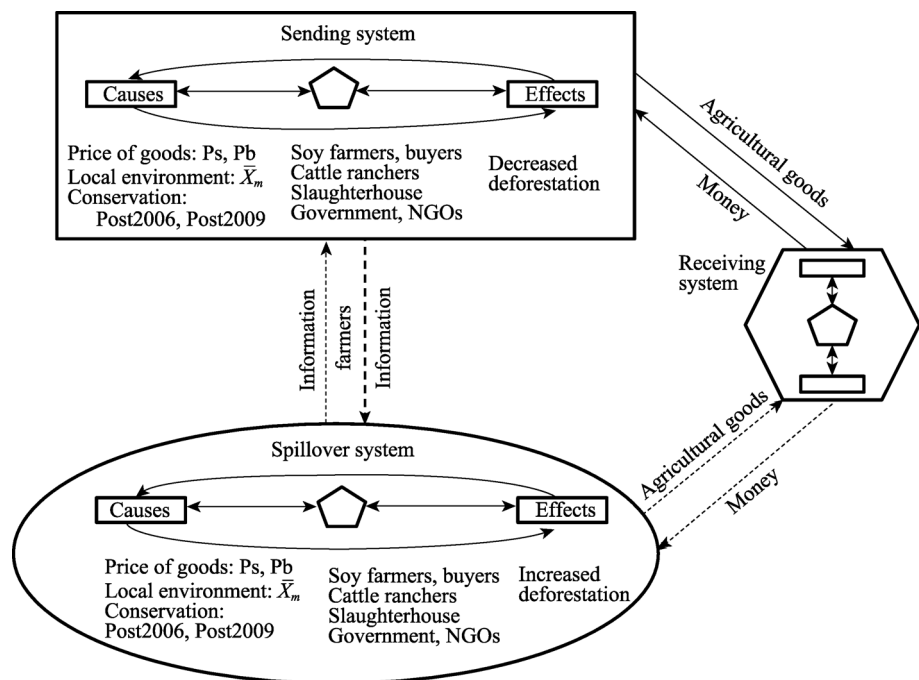 Sending system
Causes
Effects
Price of goods: Ps, Pb
Local environment: X̄ₘ
Conservation:
Post2006, Post2009
Soy farmers, buyers
Cattle ranchers
Slaughterhouse
Government, NGOs
Decreased
deforestation
Agricultural goods
Money
Receiving
system
Information
farmers
Information
Agricultural goods
Money
Spillover system
Causes
Effects
Price of goods: Ps, Pb
Local environment: X̄ₘ
Conservation:
Post2006, Post2009
Soy farmers, buyers
Cattle ranchers
Slaughterhouse
Government, NGOs
Increased
deforestation